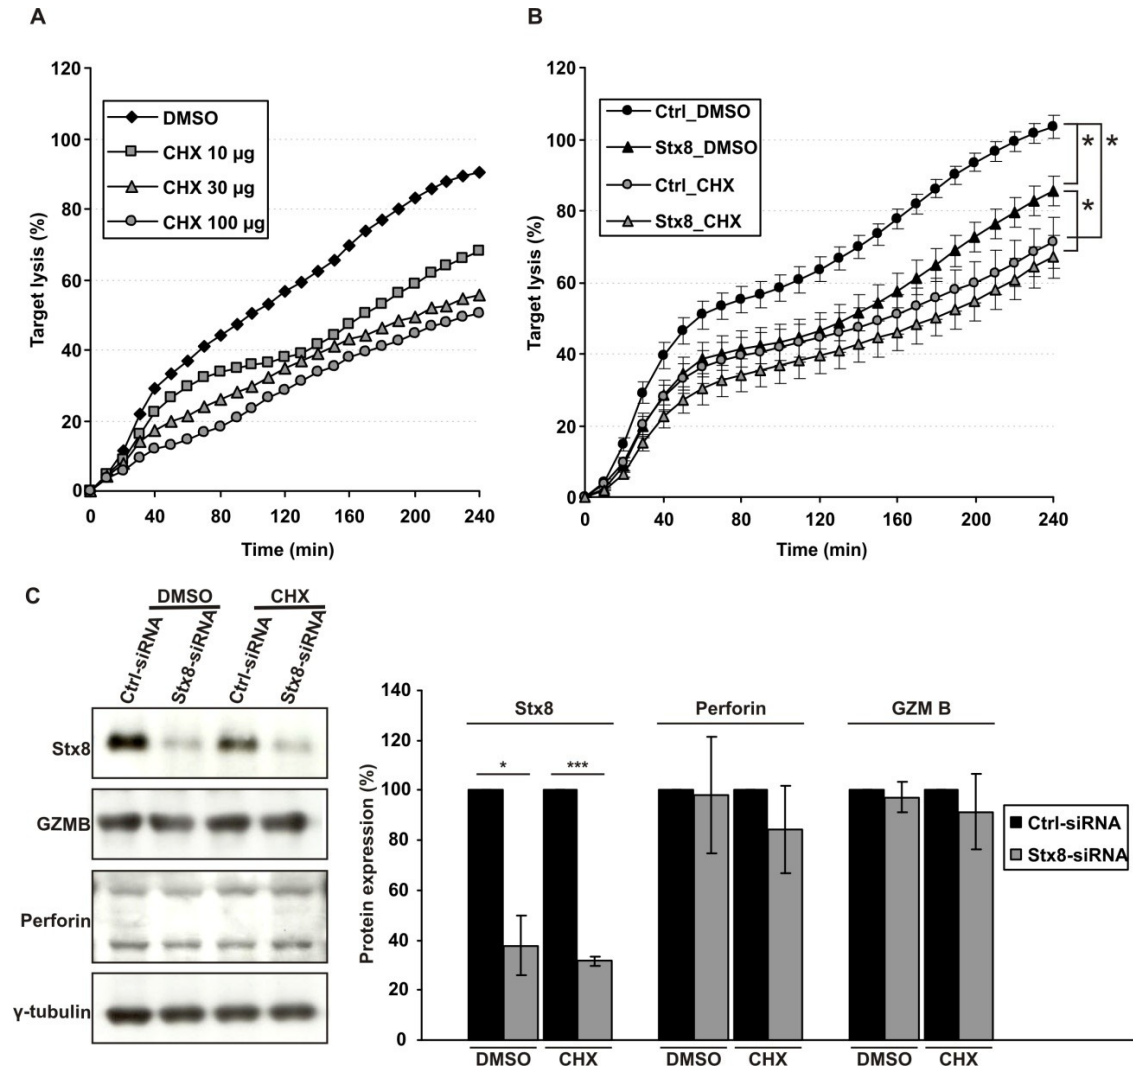 A
120
100
80
60
40
20
0
Target lysis (%)
DMSO
CHX 10 µg
CHX 30 µg
CHX 100 µg
0 40 80 120 160 200 240
Time (min)
B
120
100
80
60
40
20
0
Target lysis (%)
Ctrl_DMSO
Stx8_DMSO
Ctrl_CHX
Stx8_CHX
* *
*
0 40 80 120 160 200 240
Time (min)
C
DMSO CHX
Ctrl-siRNA Stx8-siRNA Ctrl-siRNA Stx8-siRNA
Stx8
GZMB
Perforin
γ-tubulin
140
120
100
80
60
40
20
0
Protein expression (%)
Stx8 Perforin GZM B
* ***
Ctrl-siRNA
Stx8-siRNA
DMSO CHX DMSO CHX DMSO CHX